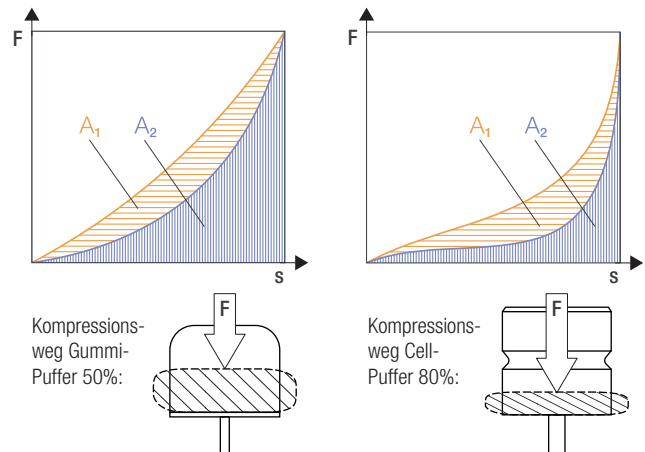 F
A₁
A₂
s
F
A₁
A₂
s
Kompressions-
weg Gummi-
Puffer 50%:
F
Kompressions-
weg Cell-
Puffer 80%:
F